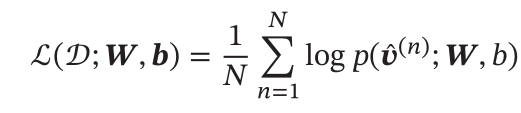 ℒ(𝒟; 𝑾, 𝒃) = 1/N ∑_{n=1}^{N} log p(𝒗̂^{(n)}; 𝑾, b)